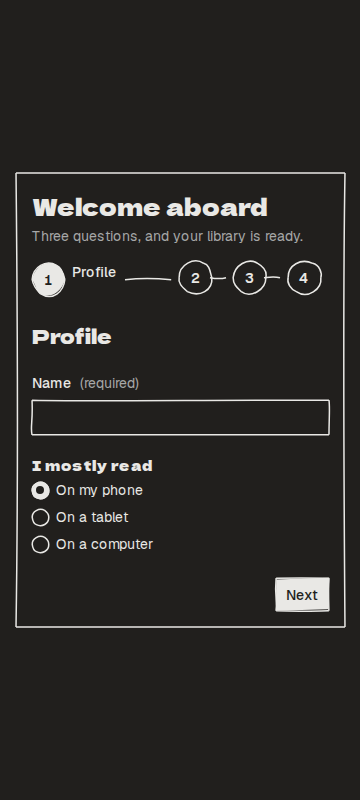 Welcome aboard
Three questions, and your library is ready.
1 Profile 2 3 4
Profile
Name (required)
I mostly read
On my phone
On a tablet
On a computer
Next